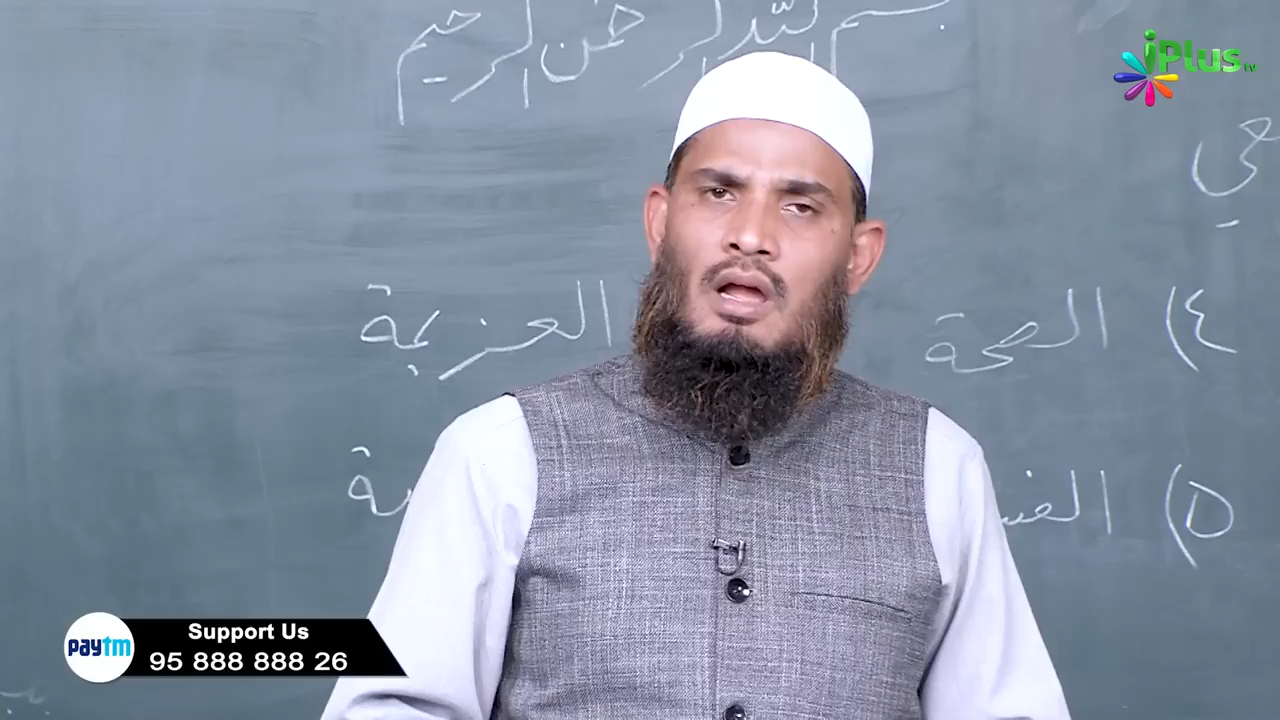 بسم الله الرحمن الرحيم
iPlus tv
٤) الصحة العزيمة
٥)
paytm
Support Us
95 888 888 26